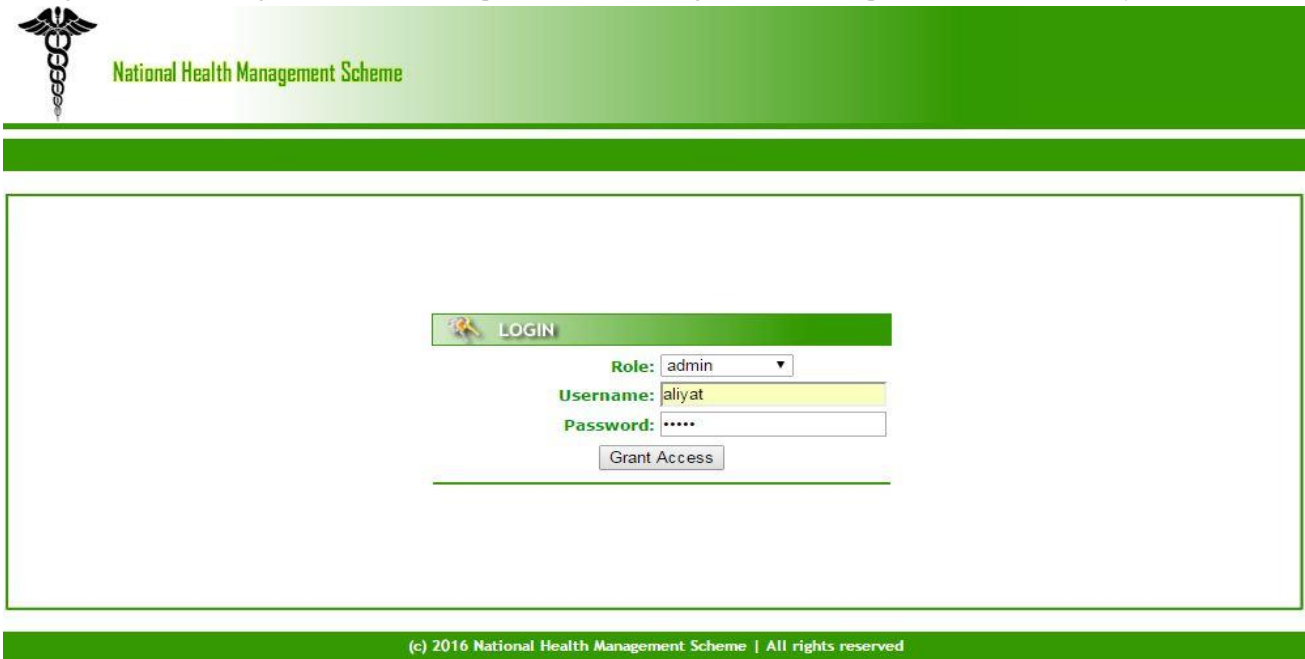 National Health Management Scheme
LOGIN
Role: admin
Username: aliyat
Password: •••••
Grant Access
(c) 2016 National Health Management Scheme | All rights reserved